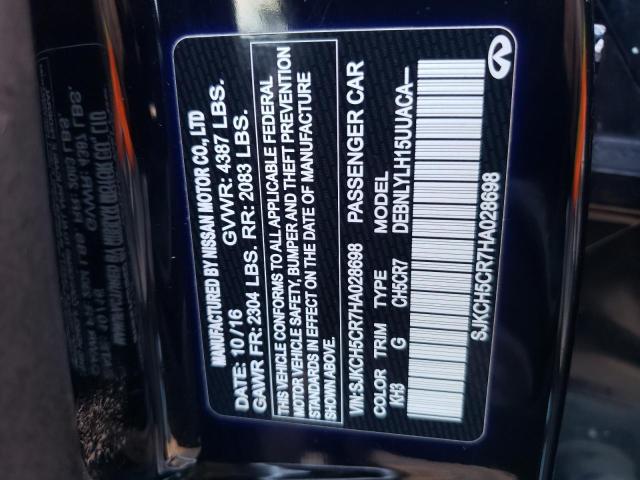 MANUFACTURED BY NISSAN MOTOR CO., LTD
DATE: 10/16 GVWR: 4387 LBS.
GAWR FR: 2304 LBS. RR: 2083 LBS.
THIS VEHICLE CONFORMS TO ALL APPLICABLE FEDERAL
MOTOR VEHICLE SAFETY, BUMPER AND THEFT PREVENTION
STANDARDS IN EFFECT ON THE DATE OF MANUFACTURE
SHOWN ABOVE.
VIN: SJKCH5CR7HA028698 PASSENGER CAR
COLOR TRIM TYPE MODEL
KH3 G CH5CR7 DEBNLYLH15UUACA—
SJKCH5CR7HA028698